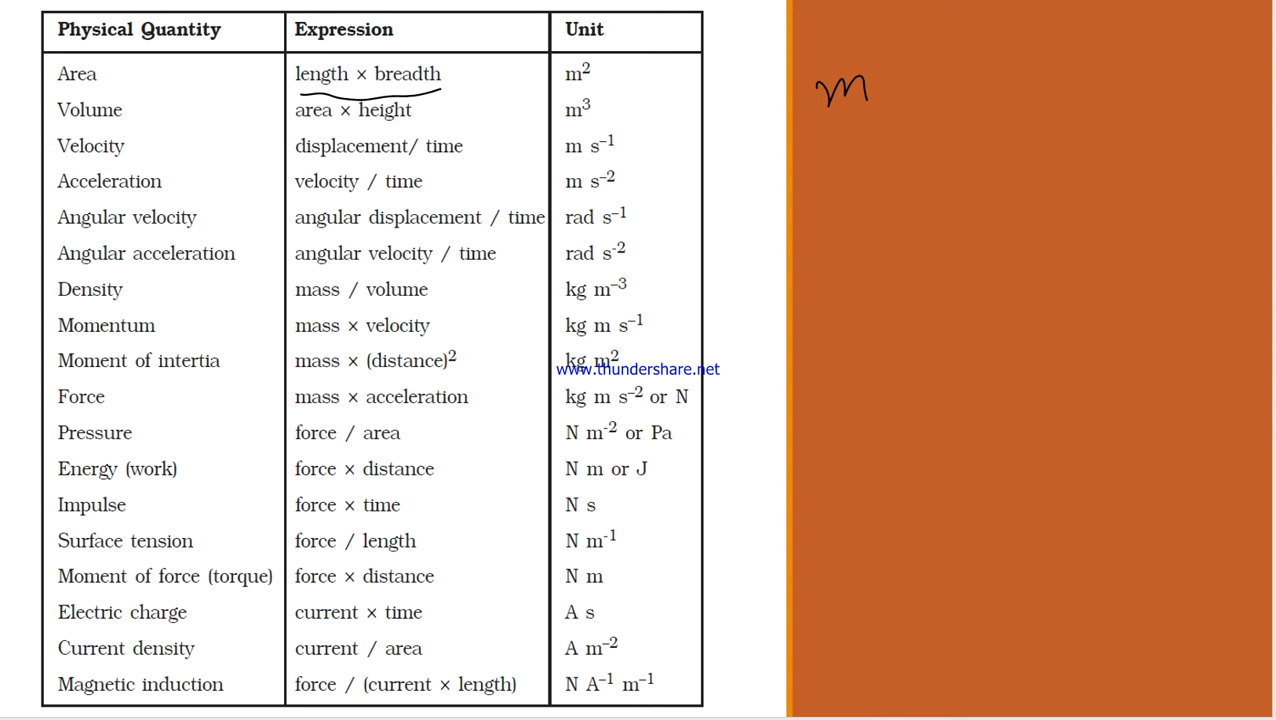 Physical Quantity Expression Unit
Area length × breadth m²
m
Volume area × height m³
Velocity displacement/ time m s⁻¹
Acceleration velocity / time m s⁻²
Angular velocity angular displacement / time rad s⁻¹
Angular acceleration angular velocity / time rad s⁻²
Density mass / volume kg m⁻³
Momentum mass × velocity kg m s⁻¹
Moment of intertia mass × (distance)² kg m²
www.thundershare.net
Force mass × acceleration kg m s⁻² or N
Pressure force / area N m⁻² or Pa
Energy (work) force × distance N m or J
Impulse force × time N s
Surface tension force / length N m⁻¹
Moment of force (torque) force × distance N m
Electric charge current × time A s
Current density current / area A m⁻²
Magnetic induction force / (current × length) N A⁻¹ m⁻¹